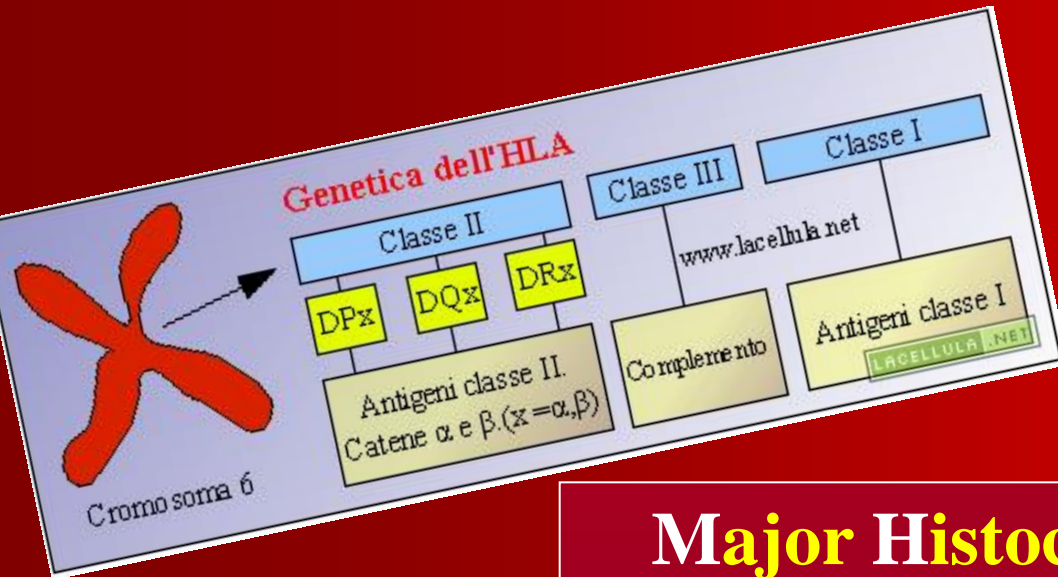 Genetica dell'HLA
Classe II
Classe III
Classe I
DPx
DQx
DRx
www.lacellula.net
Antigeni classe II.
Catene α e β.(x=α,β)
Complemento
Antigeni classe I
LACELLULA .NET
Cromosoma 6
Major